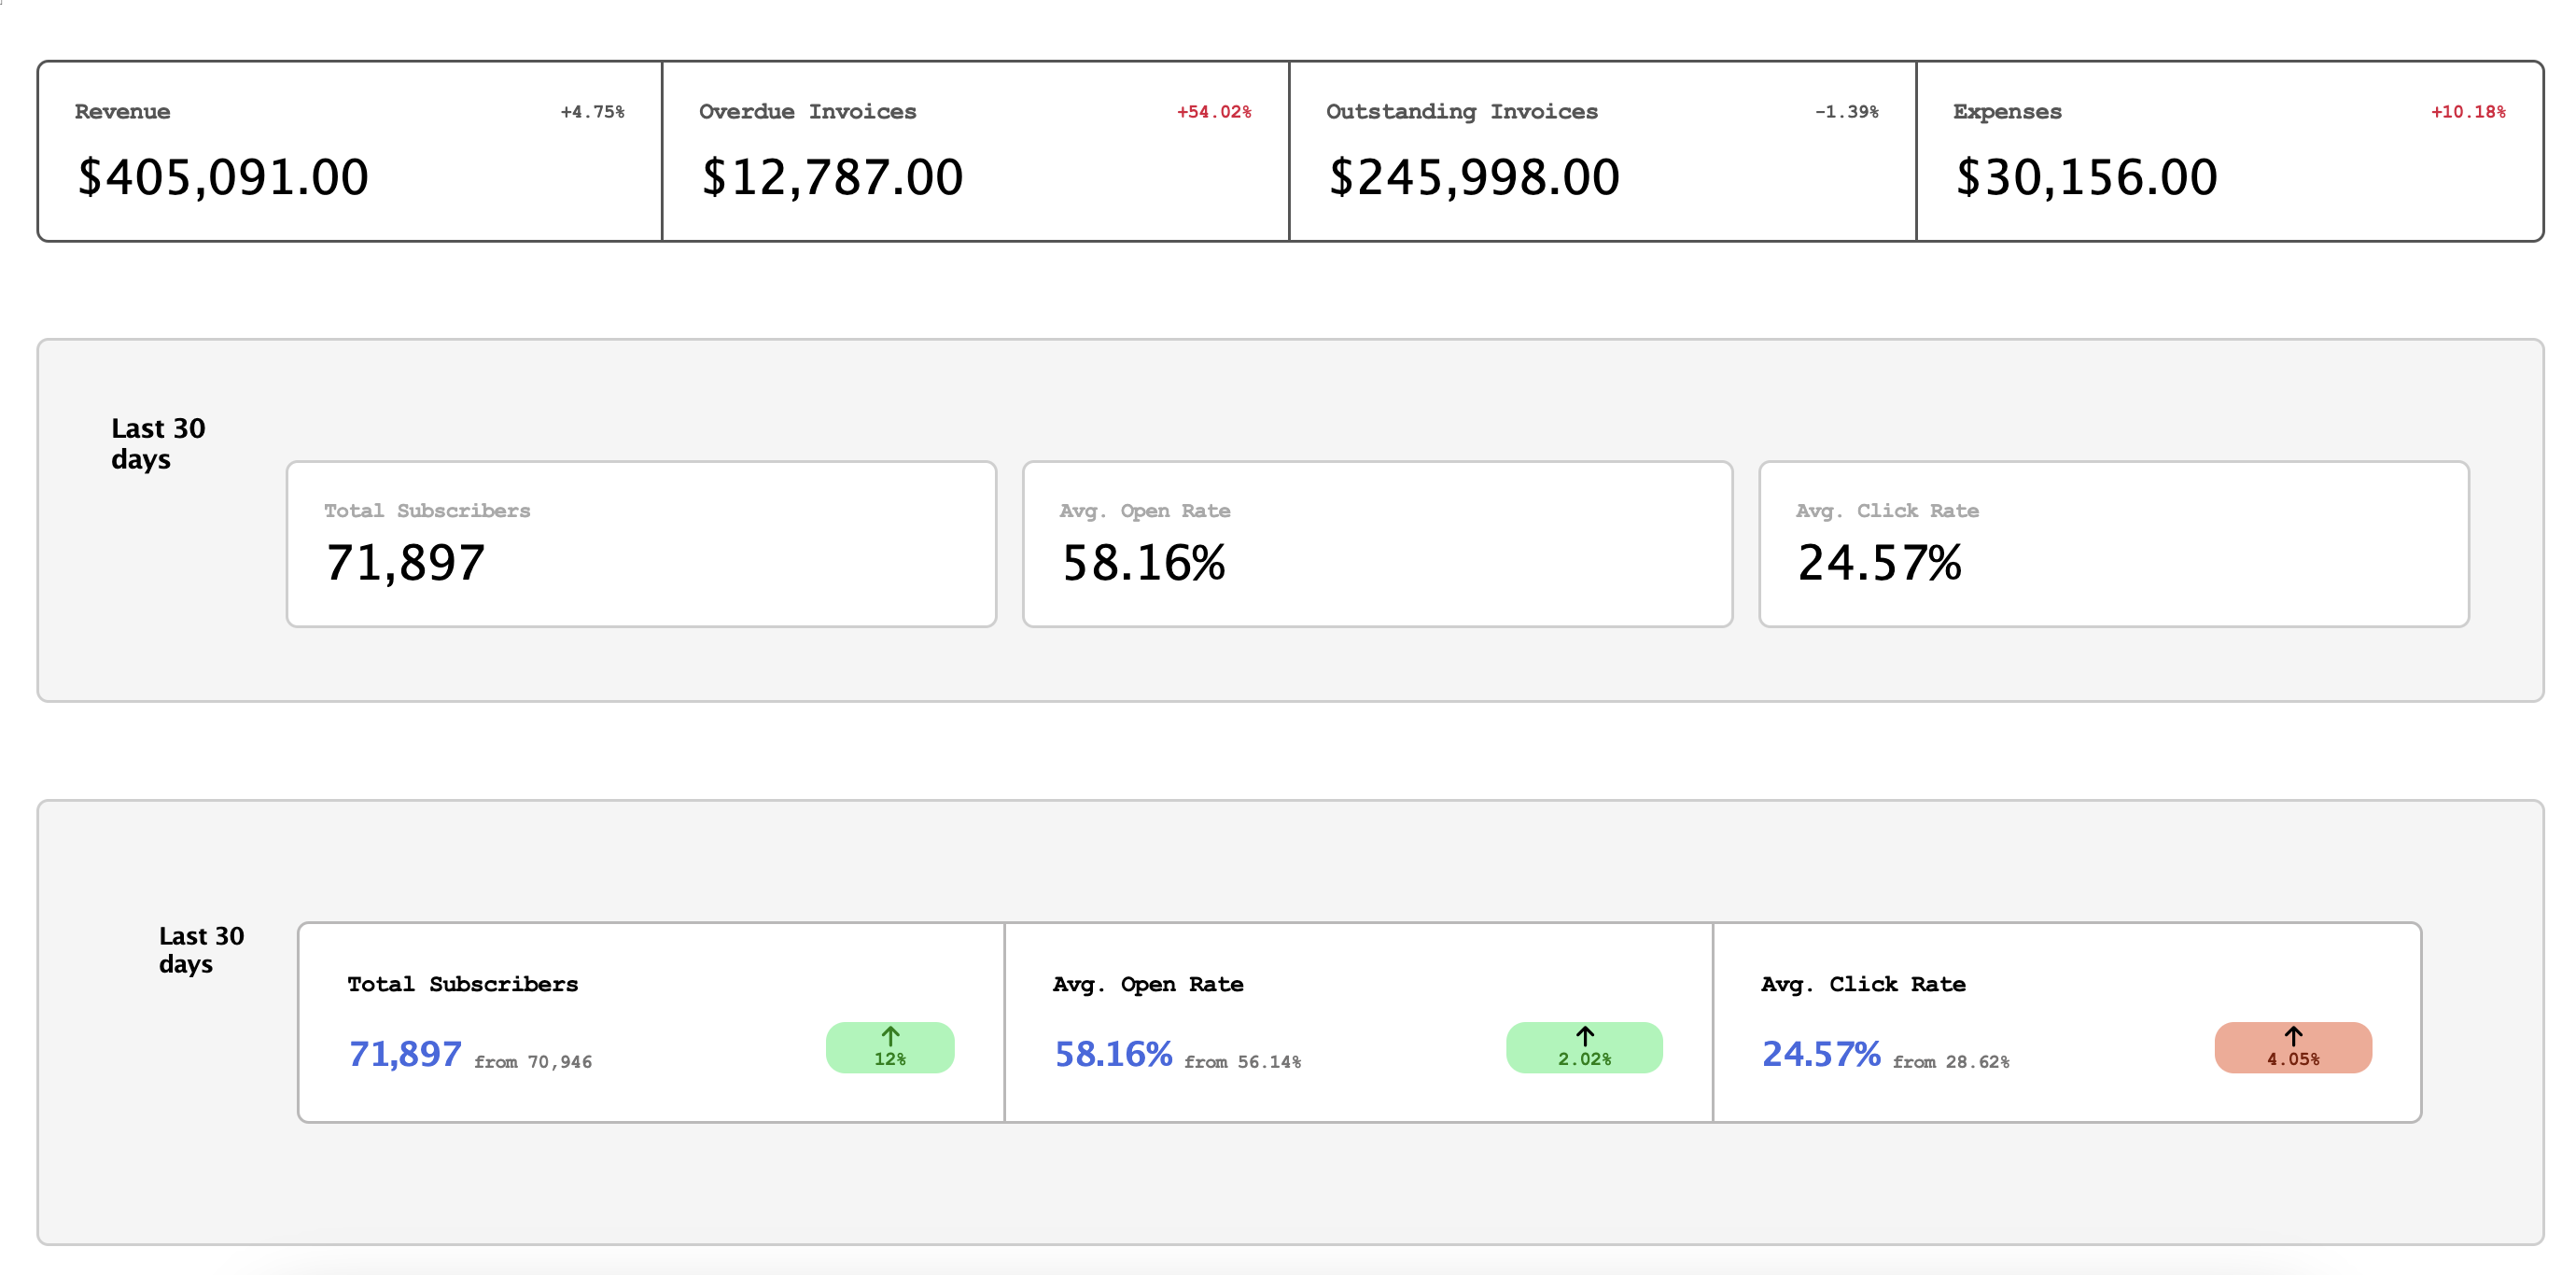 Revenue +4.75% Overdue Invoices +54.02% Outstanding Invoices -1.39% Expenses +10.18%
$405,091.00 $12,787.00 $245,998.00 $30,156.00
Last 30
days
Total Subscribers Avg. Open Rate Avg. Click Rate
71,897 58.16% 24.57%
Last 30
days
Total Subscribers Avg. Open Rate Avg. Click Rate
71,897 from 70,946 ↑ 12% 58.16% from 56.14% ↑ 2.02% 24.57% from 28.62% ↑ 4.05%